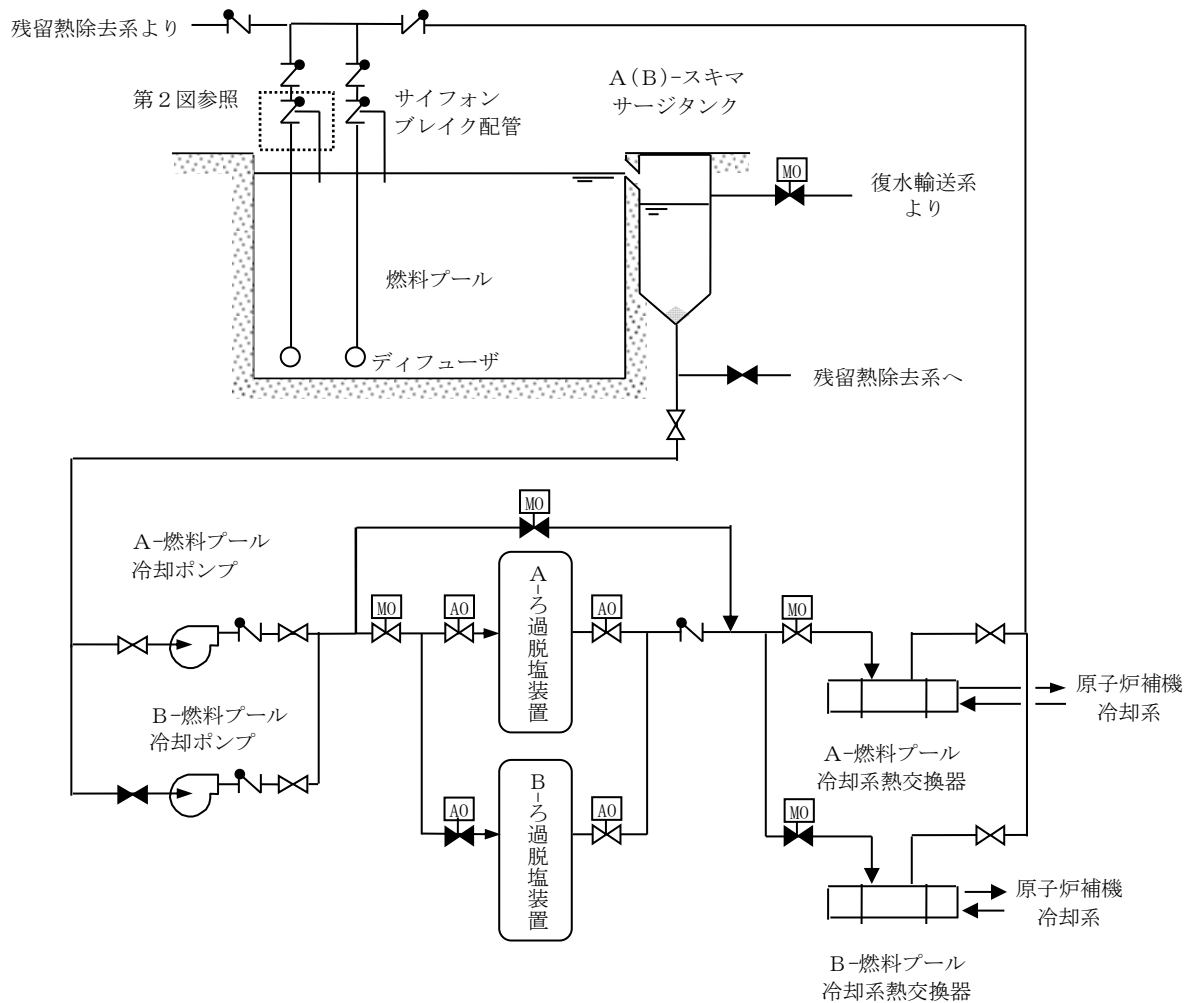 残留熱除去系より
第２図参照
サイフォン
ブレイク配管
Ａ(Ｂ)-スキマ
サージタンク
MO
復水輸送系
より
燃料プール
ディフューザ
残留熱除去系へ
MO
Ａ-燃料プール
冷却ポンプ
MO
AO
Ａ-ろ過脱塩装置
AO
MO
原子炉補機
冷却系
Ｂ-燃料プール
冷却ポンプ
Ａ-燃料プール
冷却系熱交換器
AO
Ｂ-ろ過脱塩装置
AO
MO
原子炉補機
冷却系
Ｂ-燃料プール
冷却系熱交換器